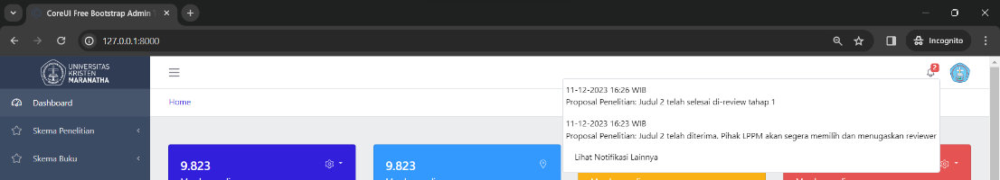 CoreUI Free Bootstrap Admin T
127.0.0.1:8000
Incognito
UNIVERSITAS
KRISTEN
MARANATHA
2
Dashboard
Home
Skema Penelitian
Skema Buku
11-12-2023 16:26 WIB
Proposal Penelitian: Judul 2 telah selesai di-review tahap 1
11-12-2023 16:23 WIB
Proposal Penelitian: Judul 2 telah diterima. Pihak LPPM akan segera memilih dan menugaskan reviewer
Lihat Notifikasi Lainnya
9.823
9.823